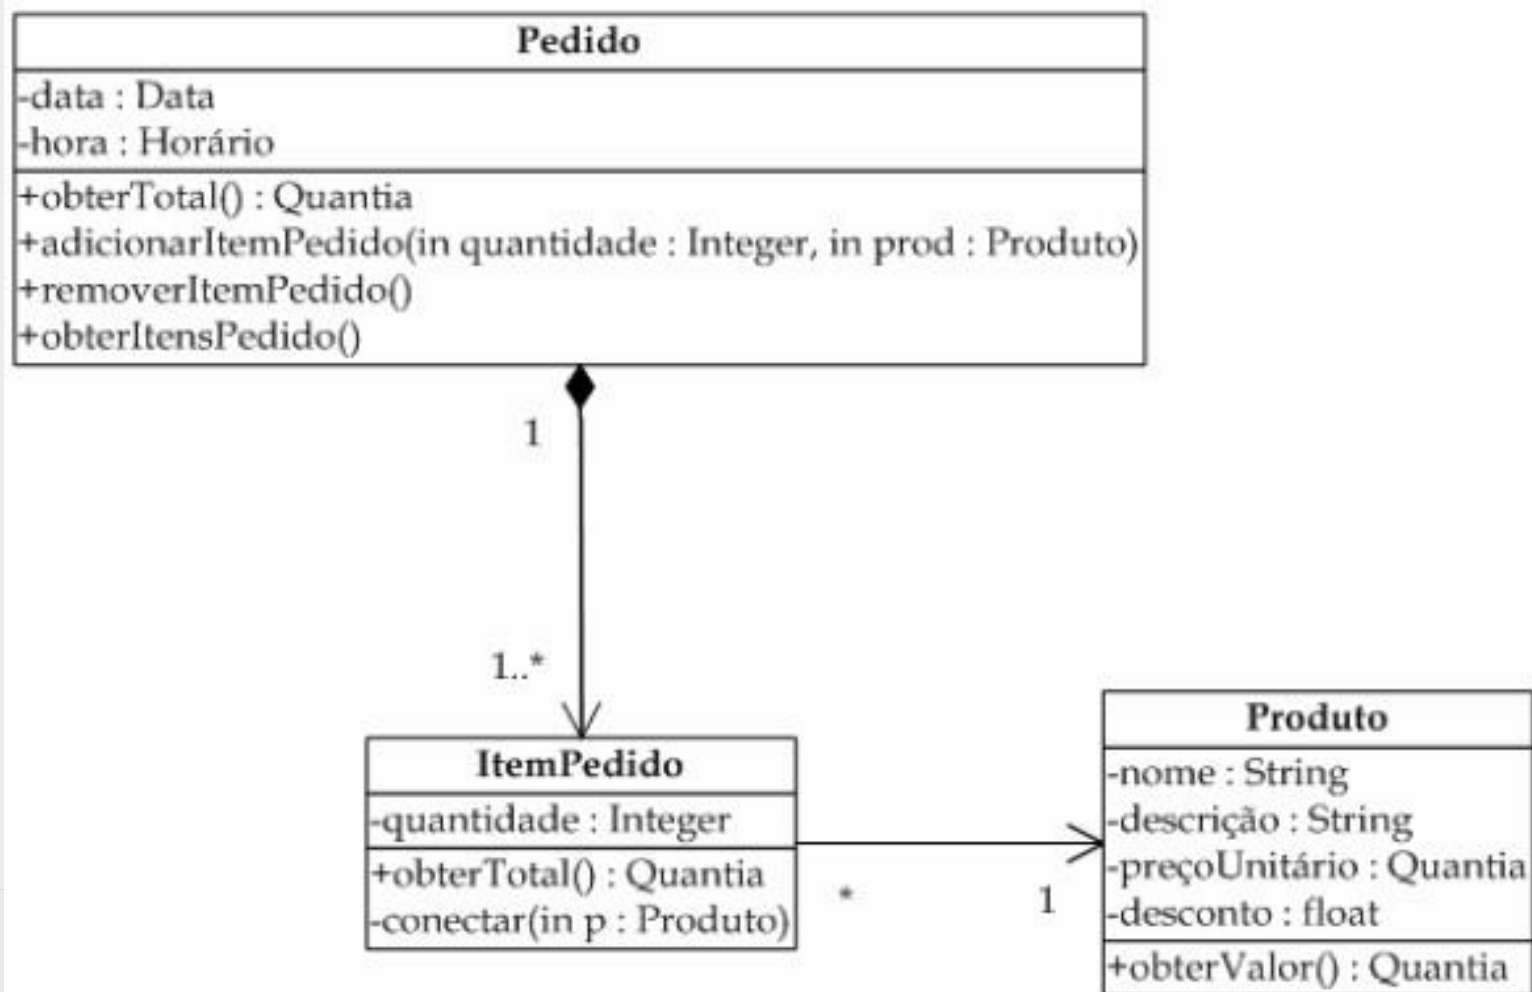 Pedido
-data : Data
-hora : Horário
+obterTotal() : Quantia
+adicionarItemPedido(in quantidade : Integer, in prod : Produto)
+removerItemPedido()
+obterItensPedido()
1
1..*
ItemPedido
-quantidade : Integer
+obterTotal() : Quantia
-conectar(in p : Produto)
*
1
Produto
-nome : String
-descrição : String
-preçoUnitário : Quantia
-desconto : float
+obterValor() : Quantia